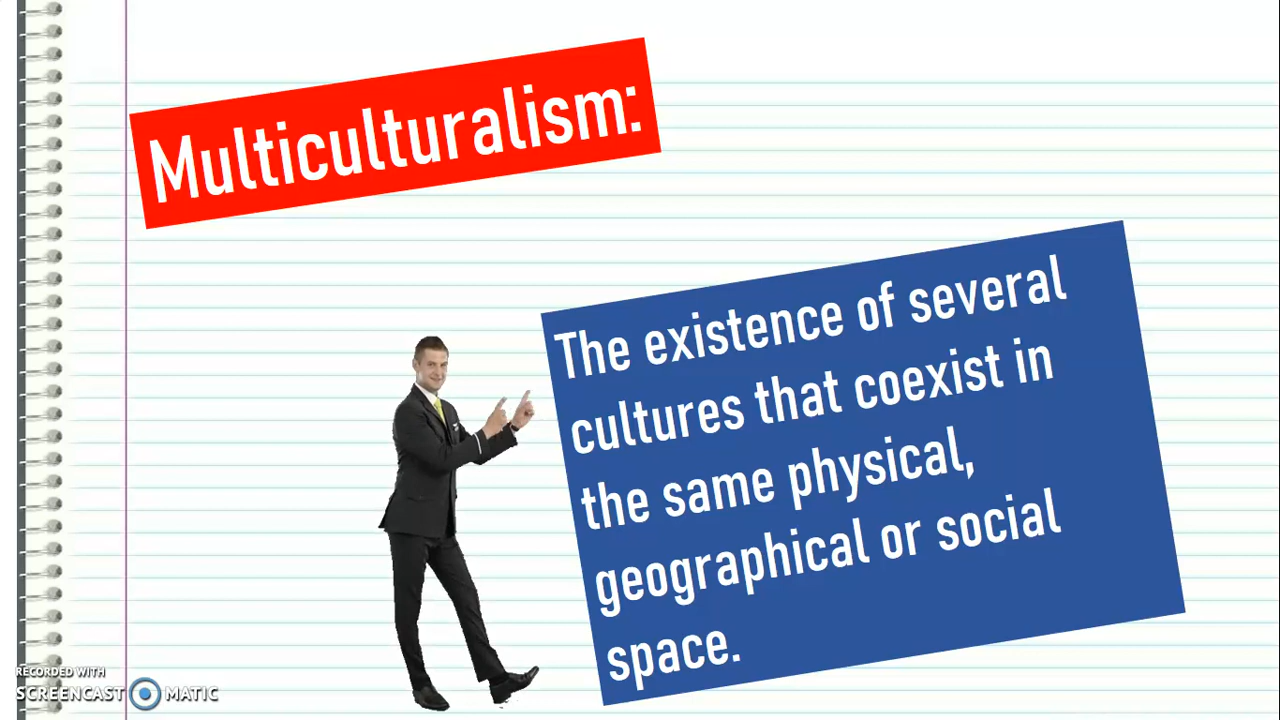 Multiculturalism:
The existence of several
cultures that coexist in
the same physical,
geographical or social
space.
RECORDED WITH
SCREENCAST MATIC